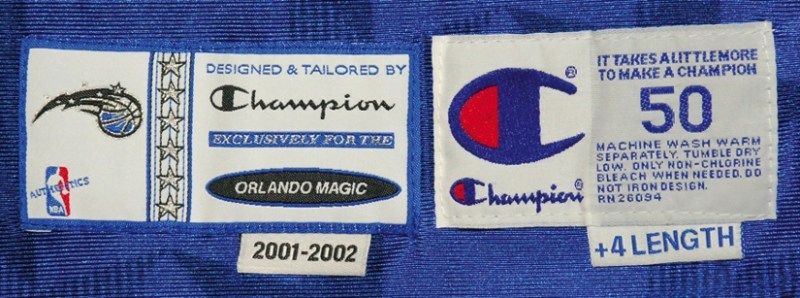 DESIGNED & TAILORED BY
Champion
EXCLUSIVELY FOR THE
ORLANDO MAGIC
AUTHENTICS
NBA
2001-2002
Champion
IT TAKES A LITTLE MORE
TO MAKE A CHAMPION
50
MACHINE WASH WARM
SEPARATELY. TUMBLE DRY
LOW. ONLY NON-CHLORINE
BLEACH WHEN NEEDED. DO
NOT IRON DESIGN.
RN 26094
+4 LENGTH